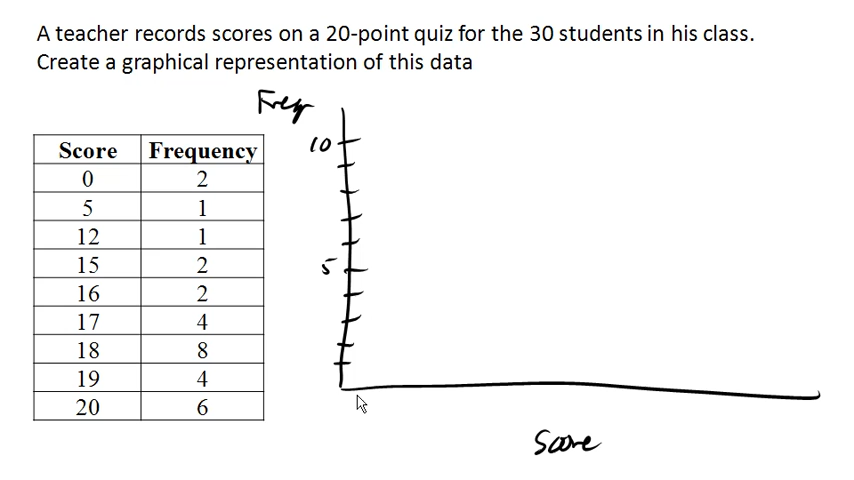 A teacher records scores on a 20-point quiz for the 30 students in his class.
Create a graphical representation of this data
Freq
10
5
Score
Score Frequency
0 2
5 1
12 1
15 2
16 2
17 4
18 8
19 4
20 6